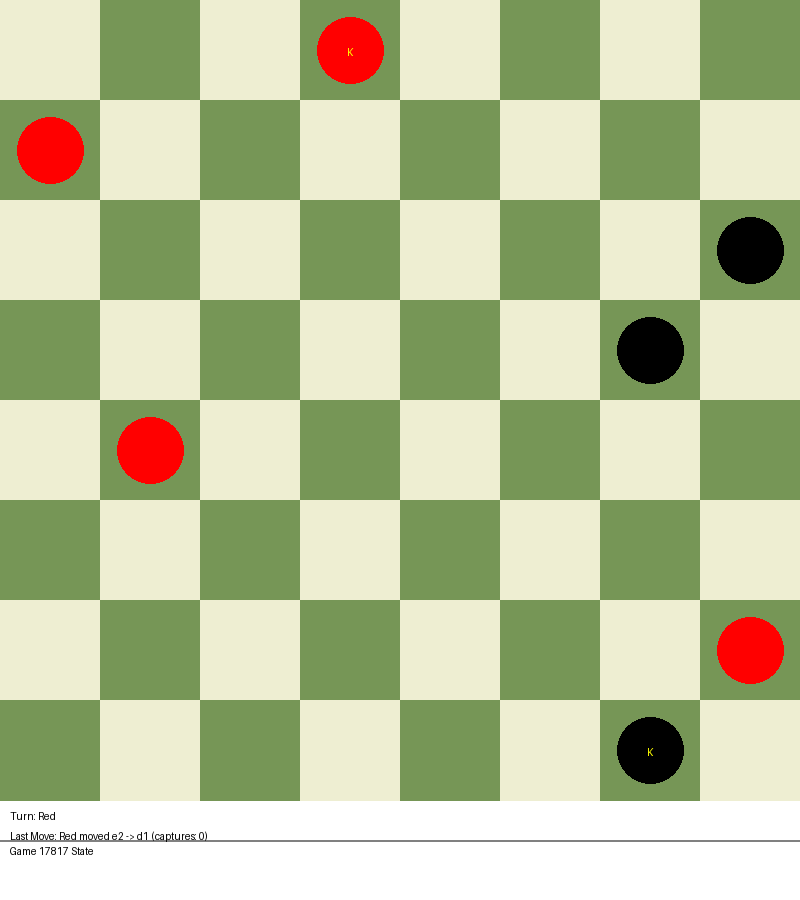 K
K
Turn: Red
Last Move: Red moved e2 -> d1 (captures: 0)
Game 17817 State